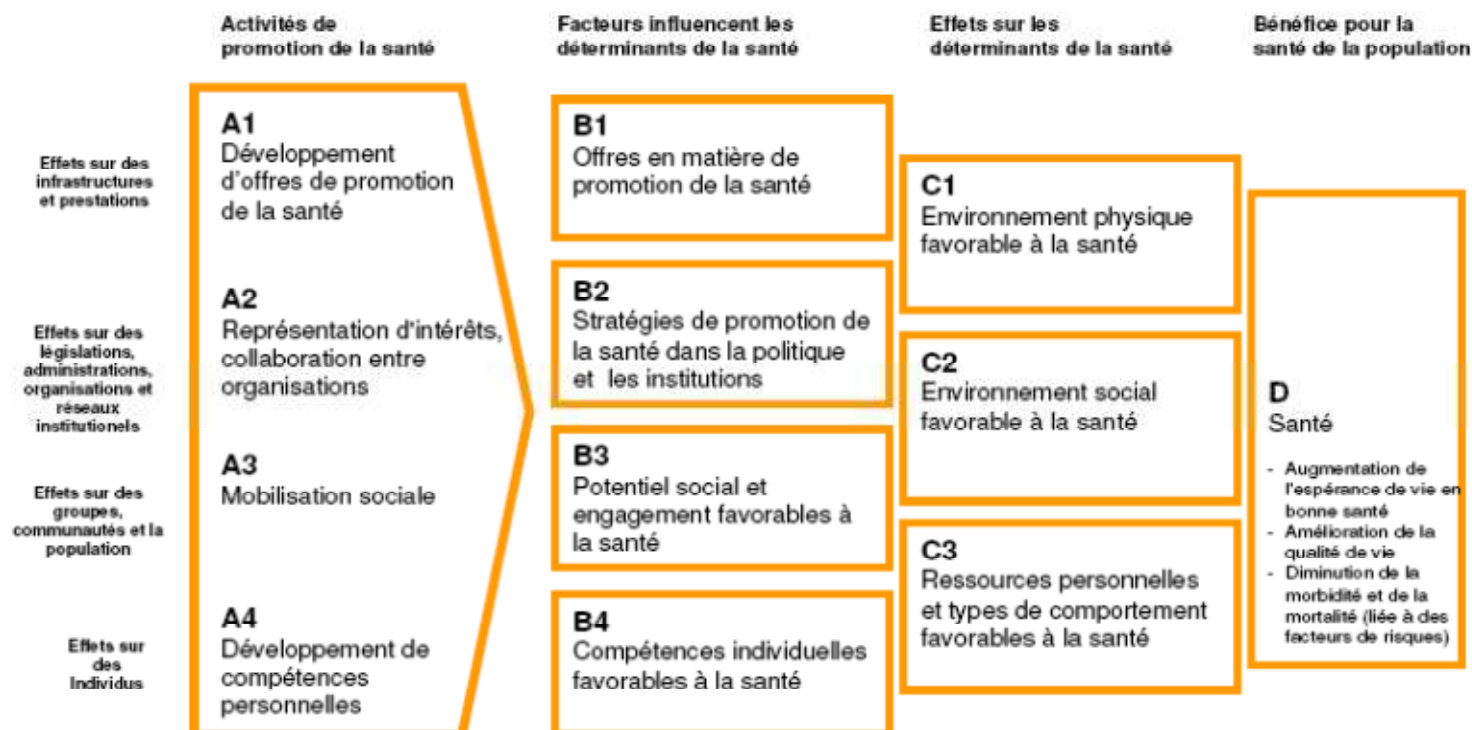 Activités de
promotion de la santé
Facteurs influencent les
déterminants de la santé
Effets sur les
déterminants de la santé
Bénéfice pour la
santé de la population
Effets sur des
infrastructures
et prestations
A1
Développement
d'offres de promotion
de la santé
B1
Offres en matière de
promotion de la santé
C1
Environnement physique
favorable à la santé
Effets sur des
législations,
administrations,
organisations et
réseaux
institutionels
A2
Représentation d'intérêts,
collaboration entre
organisations
B2
Stratégies de promotion de
la santé dans la politique
et les institutions
C2
Environnement social
favorable à la santé
D
Santé
- Augmentation de
l'espérance de vie en
bonne santé
- Amélioration de la
qualité de vie
- Diminution de la
morbidité et de la
mortalité (liée à des
facteurs de risques)
Effets sur des
groupes,
communautés et la
population
A3
Mobilisation sociale
B3
Potentiel social et
engagement favorables à
la santé
C3
Ressources personnelles
et types de comportement
favorables à la santé
Effets sur
des
Individus
A4
Développement de
compétences
personnelles
B4
Compétences individuelles
favorables à la santé